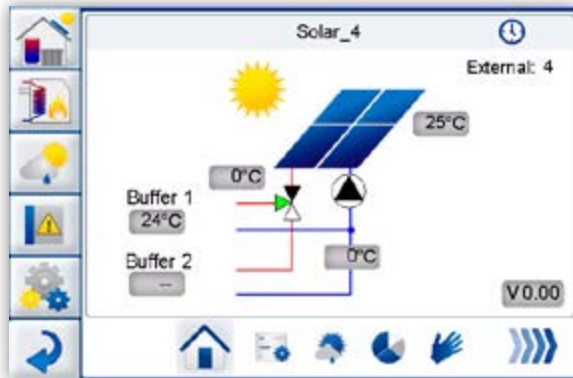 Solar_4
External: 4
25°C
0°C
Buffer 1
24°C
Buffer 2
0°C
--
V 0.00